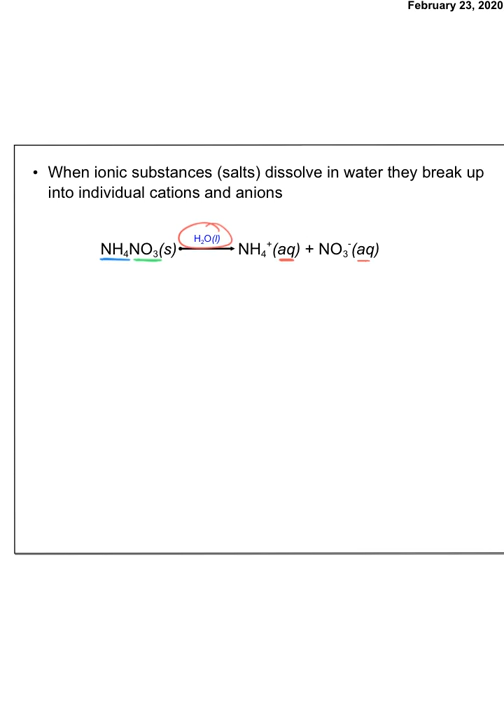 February 23, 2020
• When ionic substances (salts) dissolve in water they break up
into individual cations and anions
H₂O(l)
NH₄NO₃(s) → NH₄⁺(aq) + NO₃⁻(aq)